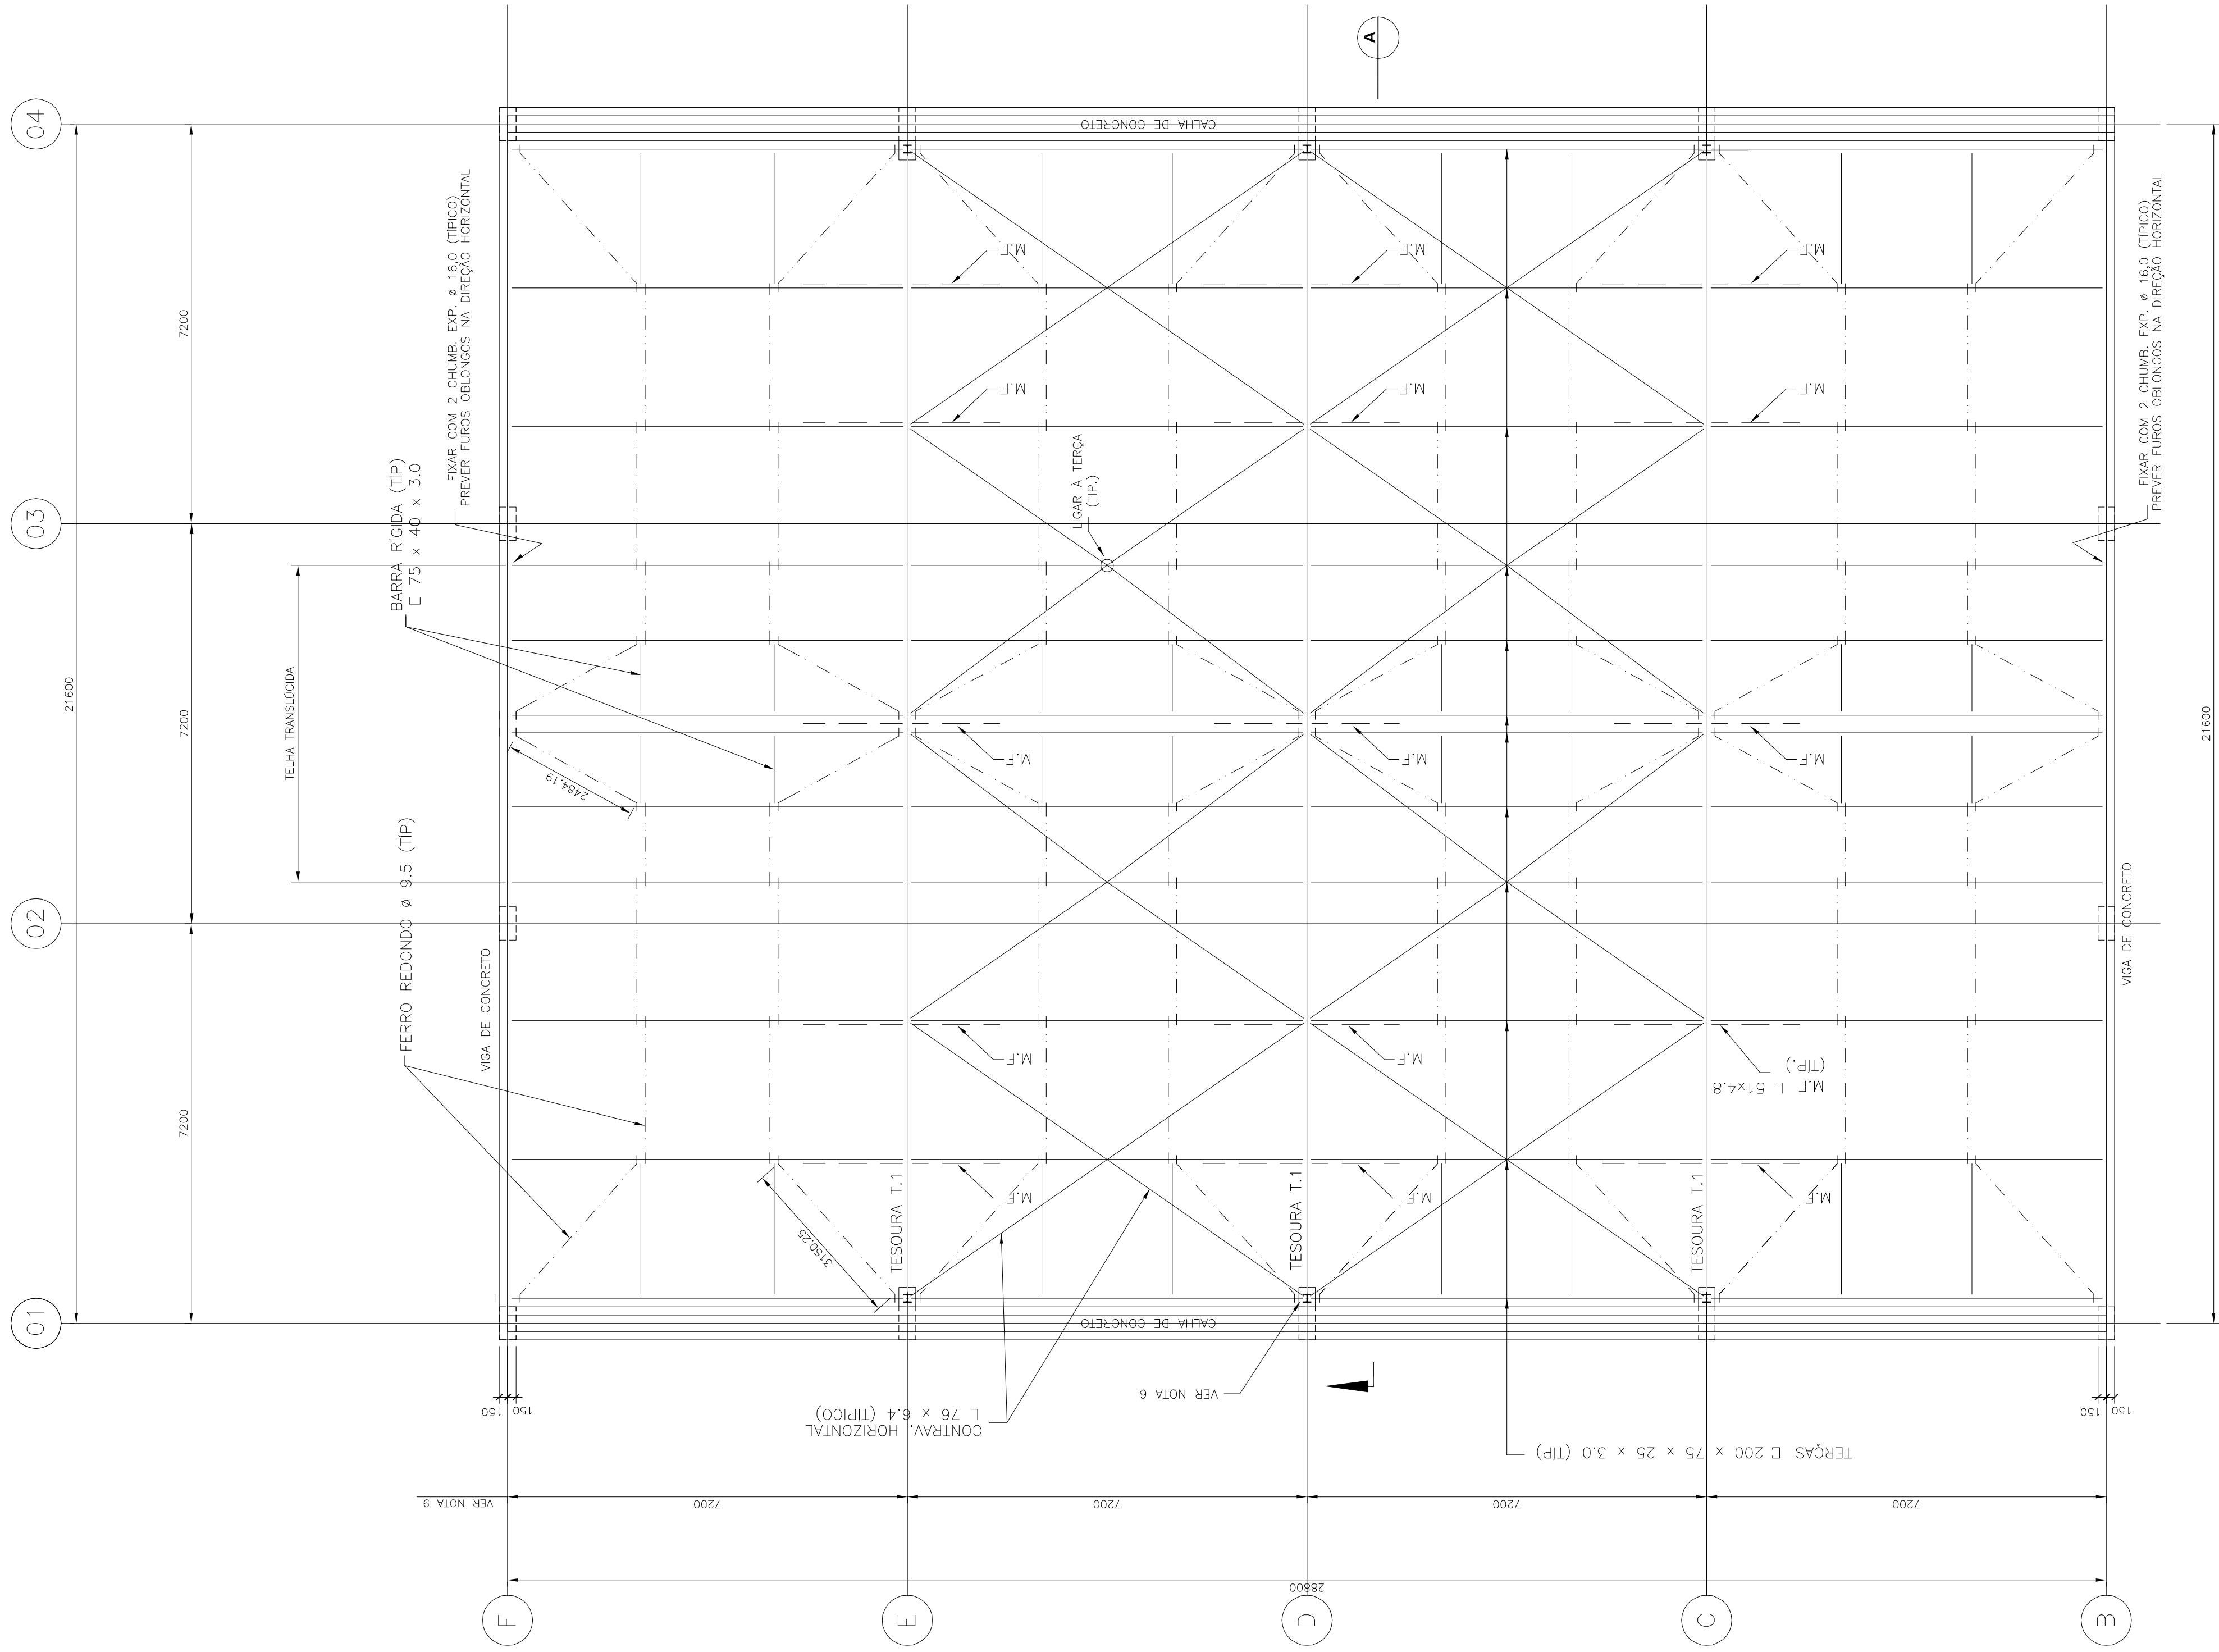 04
03
02
01
21600
7200
7200
7200
TELHA TRANSLÚCIDA
FIXAR COM 2 CHUMB. EXP. ø 16,0 (TÍPICO)
PREVER FUROS OBLONGOS NA DIREÇÃO HORIZONTAL
BARRA RÍGIDA (TÍP)
75 x 40 x 3.0
FERRO REDONDO ø 9.5 (TÍP)
VIGA DE CONCRETO
CALHA DE CONCRETO
A
M.F
M.F
M.F
M.F
M.F
M.F
LIGAR À TERÇA
(TIP.)
2484,19
M.F
M.F
M.F
M.F
M.F
M.F L 51x4.8
(TÍP.)
M.F
M.F
M.F
3150,25
TESOURA T.1
TESOURA T.1
TESOURA T.1
CALHA DE CONCRETO
FIXAR COM 2 CHUMB. EXP. ø 16,0 (TÍPICO)
PREVER FUROS OBLONGOS NA DIREÇÃO HORIZONTAL
VIGA DE CONCRETO
21600
150
150
150
150
VER NOTA 6
CONTRAV. HORIZONTAL
L 76 x 6.4 (TÍPICO)
TERÇAS 200 x 75 x 25 x 3.0 (TÍP)
VER NOTA 9
7200
7200
7200
7200
28800
F
E
D
C
B